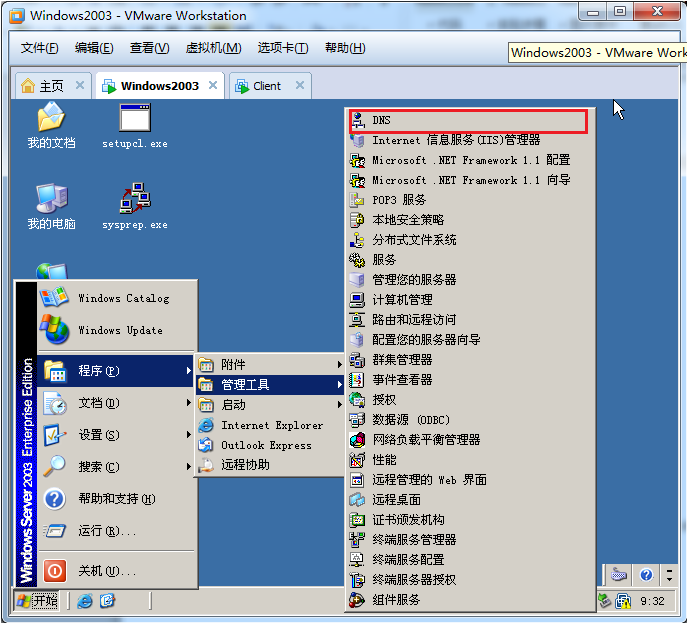 Windows2003 - VMware Workstation
文件(F) 编辑(E) 查看(V) 虚拟机(M) 选项卡(T) 帮助(H)
Windows2003 - VMware Work
主页 Windows2003 Client
我的文档 setupcl.exe
我的电脑 sysprep.exe
Windows Catalog
Windows Update
程序(P)
文档(D)
设置(S)
搜索(C)
帮助和支持(H)
运行(R)...
关机(U)...
Windows Server 2003 Enterprise Edition
附件
管理工具
启动
Internet Explorer
Outlook Express
远程协助
DNS
Internet 信息服务(IIS)管理器
Microsoft .NET Framework 1.1 配置
Microsoft .NET Framework 1.1 向导
POP3 服务
本地安全策略
分布式文件系统
服务
管理您的服务器
计算机管理
路由和远程访问
配置您的服务器向导
群集管理器
事件查看器
授权
数据源 (ODBC)
网络负载平衡管理器
性能
远程管理的 Web 界面
远程桌面
证书颁发机构
终端服务管理器
终端服务配置
终端服务器授权
组件服务
开始
9:32